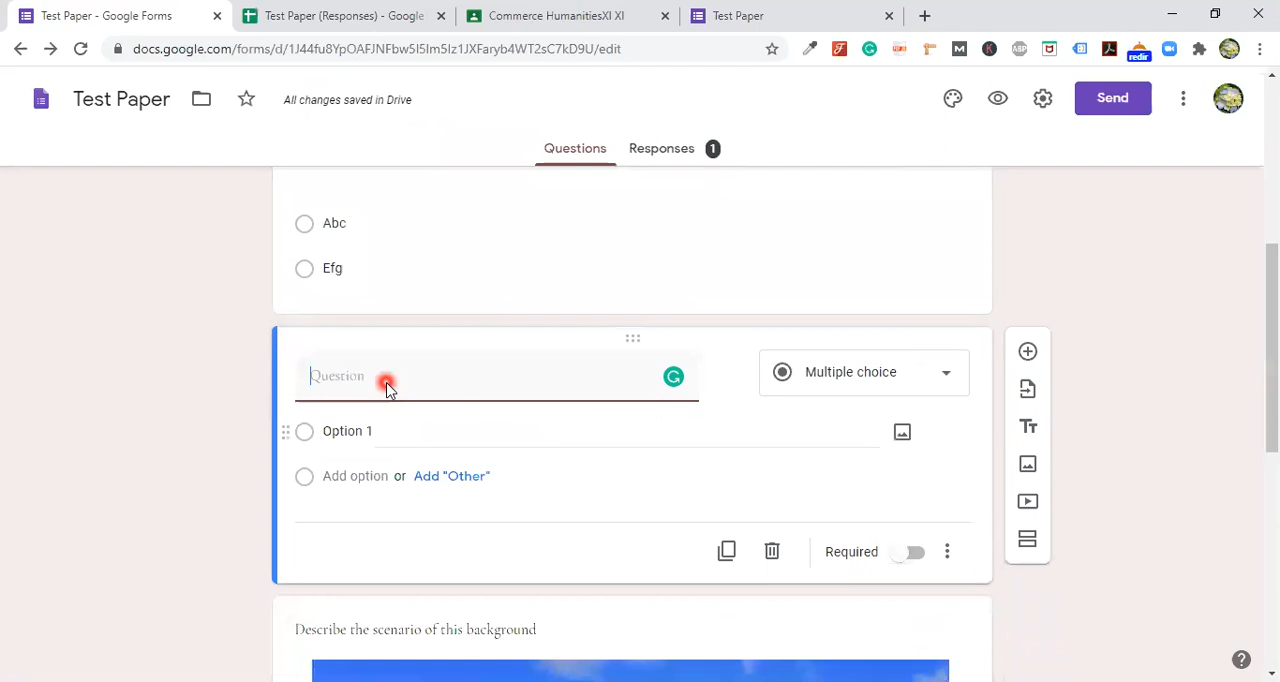 Test Paper - Google Forms
Test Paper (Responses) - Google
Commerce HumanitiesXI XI
Test Paper
docs.google.com/forms/d/1J44fu8YpOAFJNFbw5I5Im5Iz1JXFaryb4WT2sC7kD9U/edit
ABP
redir
Test Paper
All changes saved in Drive
Send
Questions
Responses
1
Abc
Efg
Question
Multiple choice
Option 1
Add option or Add "Other"
Required
Describe the scenario of this background